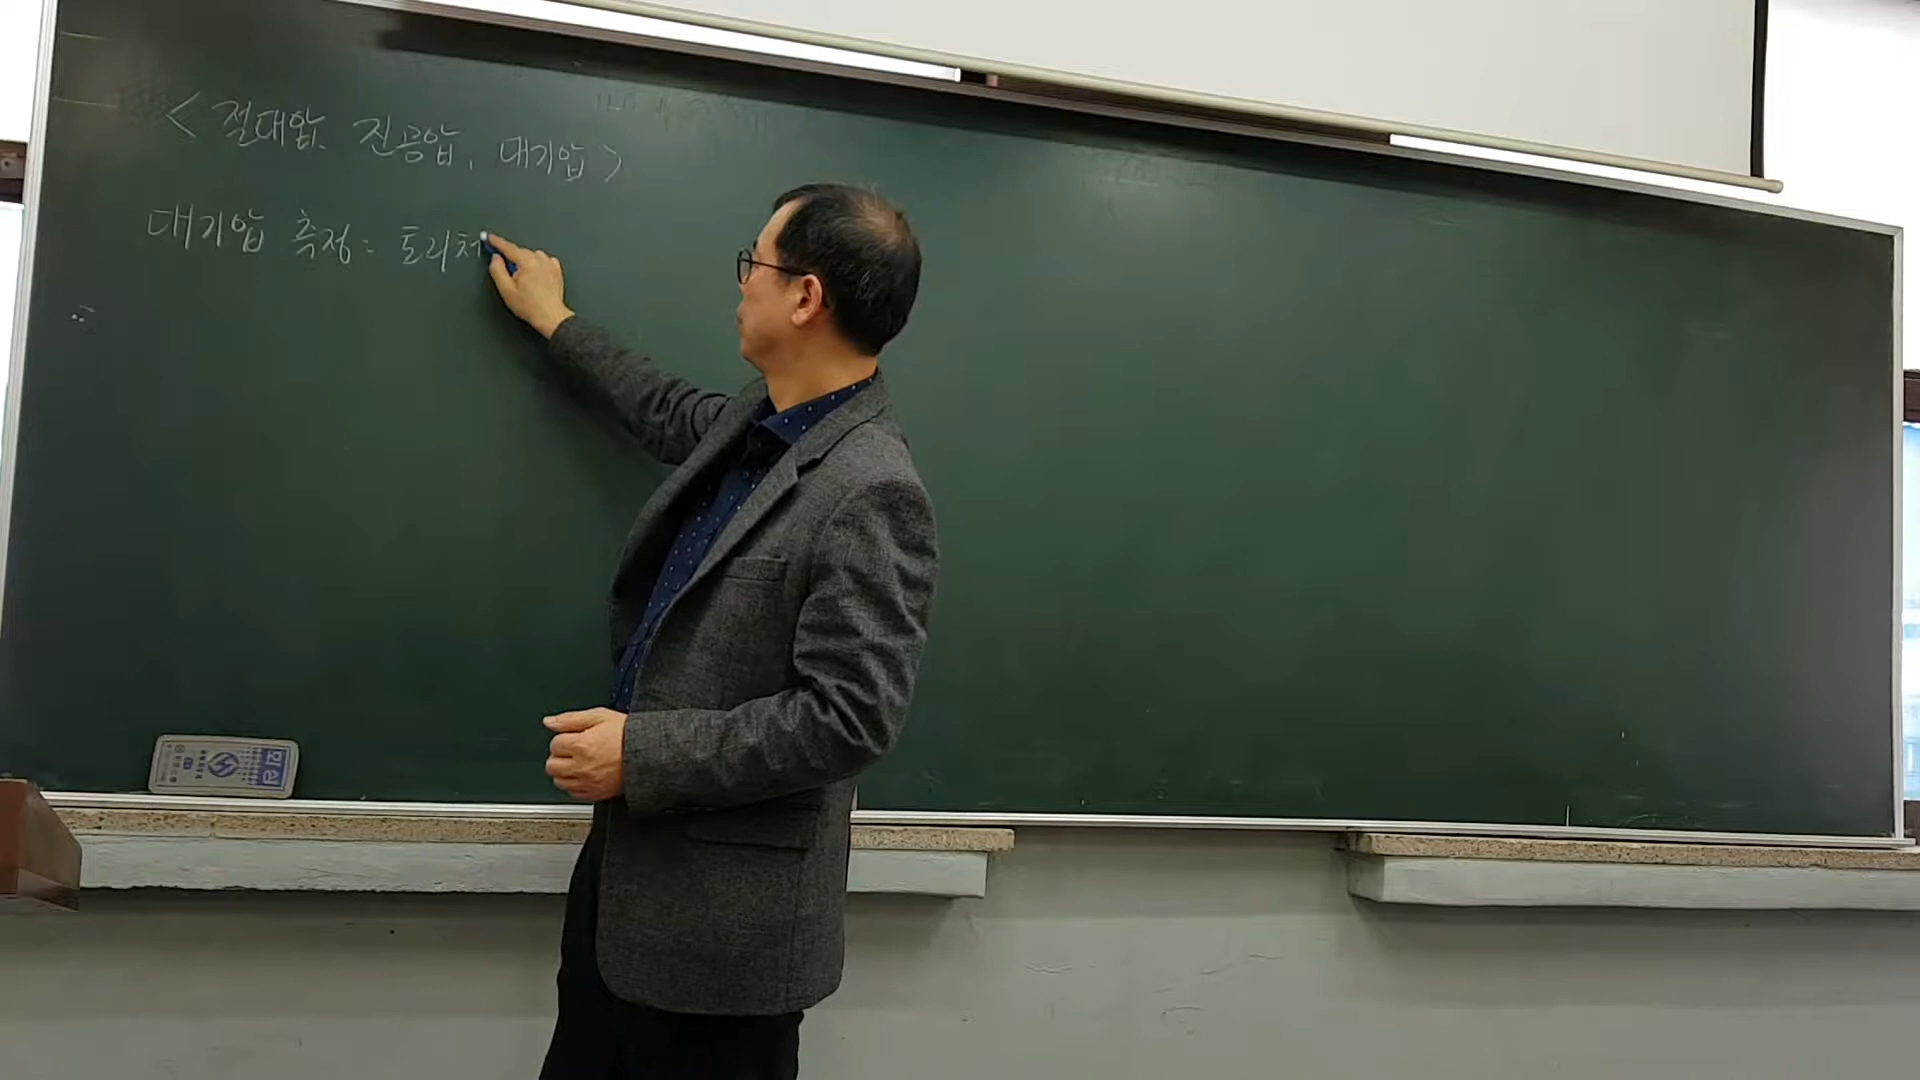 <절대압, 진공압, 대기압>
대기압 측정: 토리처